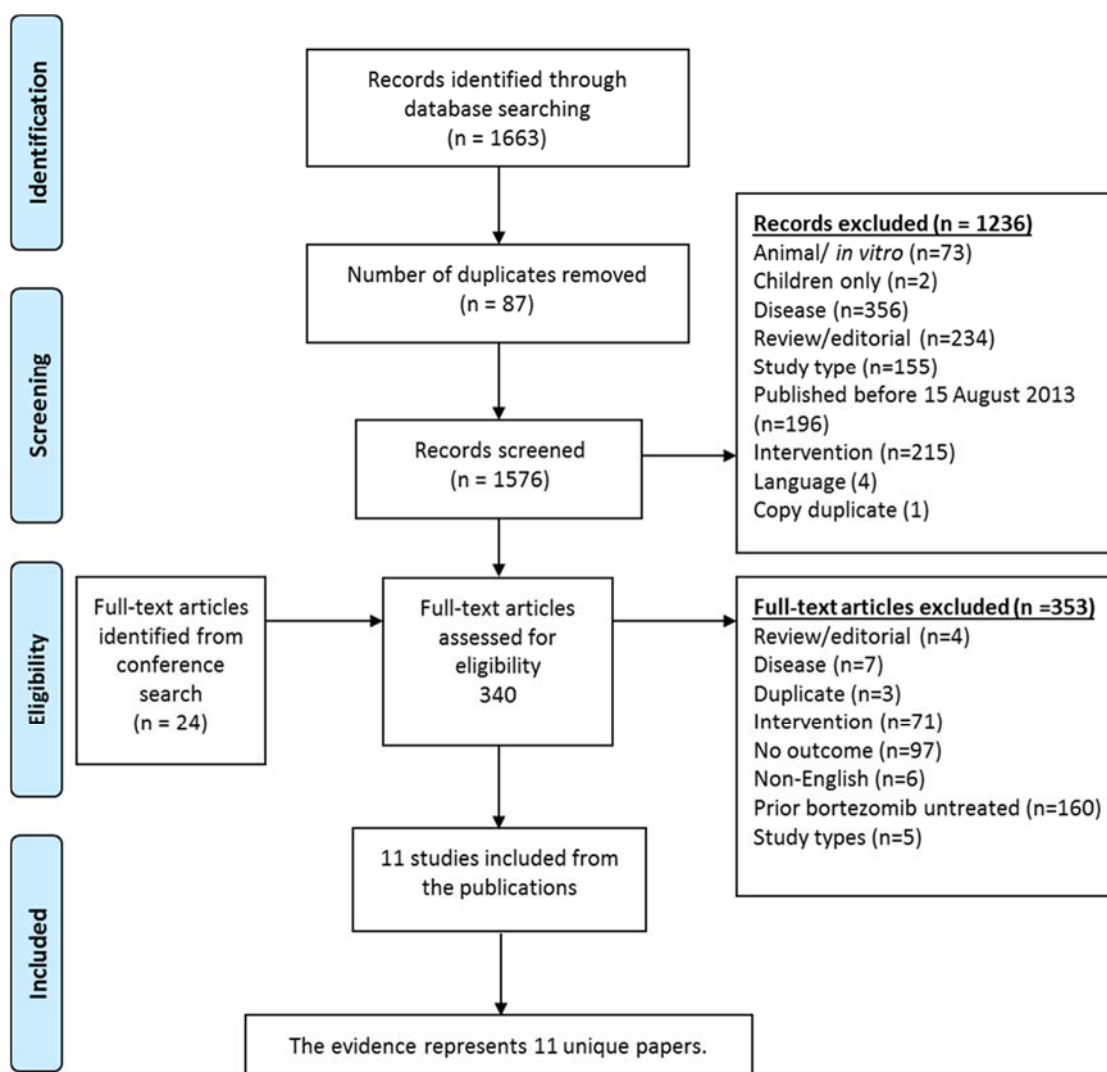 Identification
Records identified through
database searching
(n = 1663)
Number of duplicates removed
(n = 87)
Screening
Records screened
(n = 1576)
Records excluded (n = 1236)
Animal/ in vitro (n=73)
Children only (n=2)
Disease (n=356)
Review/editorial (n=234)
Study type (n=155)
Published before 15 August 2013
(n=196)
Intervention (n=215)
Language (4)
Copy duplicate (1)
Eligibility
Full-text articles
identified from
conference
search
(n = 24)
Full-text articles
assessed for
eligibility
340
Full-text articles excluded (n =353)
Review/editorial (n=4)
Disease (n=7)
Duplicate (n=3)
Intervention (n=71)
No outcome (n=97)
Non-English (n=6)
Prior bortezomib untreated (n=160)
Study types (n=5)
Included
11 studies included from
the publications
The evidence represents 11 unique papers.